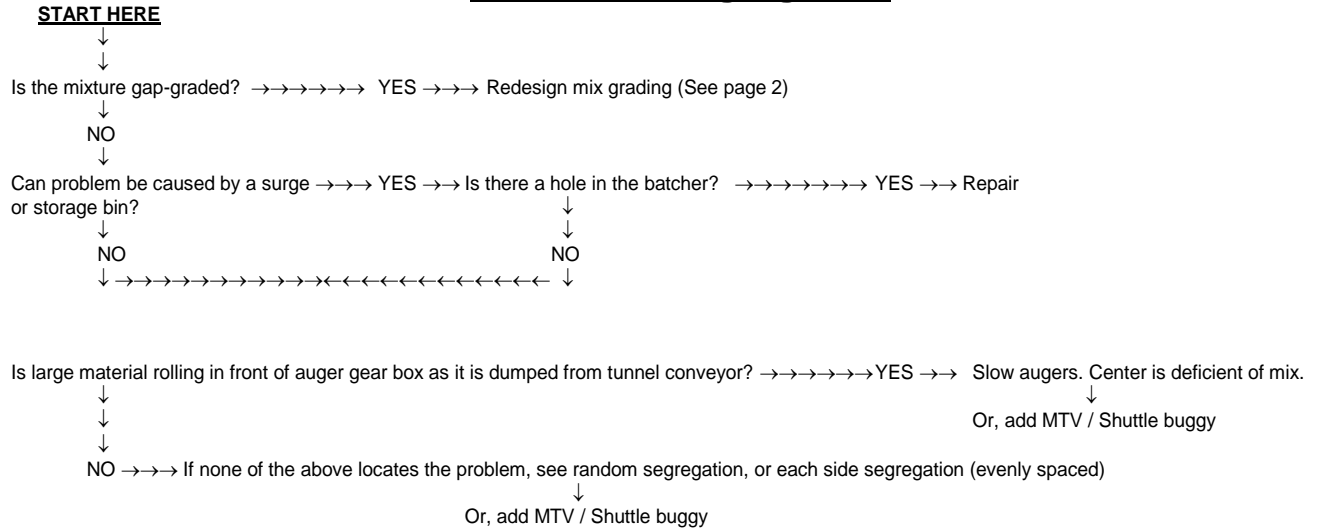 START HERE
↓
↓
Is the mixture gap-graded? →→→→→→ YES →→→ Redesign mix grading (See page 2)
↓
NO
↓
Can problem be caused by a surge →→→ YES →→ Is there a hole in the batcher? →→→→→→→ YES →→ Repair
or storage bin? ↓
↓ ↓
NO NO
↓ →→→→→→→→→→→←←←←←←←←←←←← ↓
Is large material rolling in front of auger gear box as it is dumped from tunnel conveyor? →→→→→→YES →→ Slow augers. Center is deficient of mix.
↓ ↓
↓ Or, add MTV / Shuttle buggy
↓
NO →→→ If none of the above locates the problem, see random segregation, or each side segregation (evenly spaced)
↓
Or, add MTV / Shuttle buggy